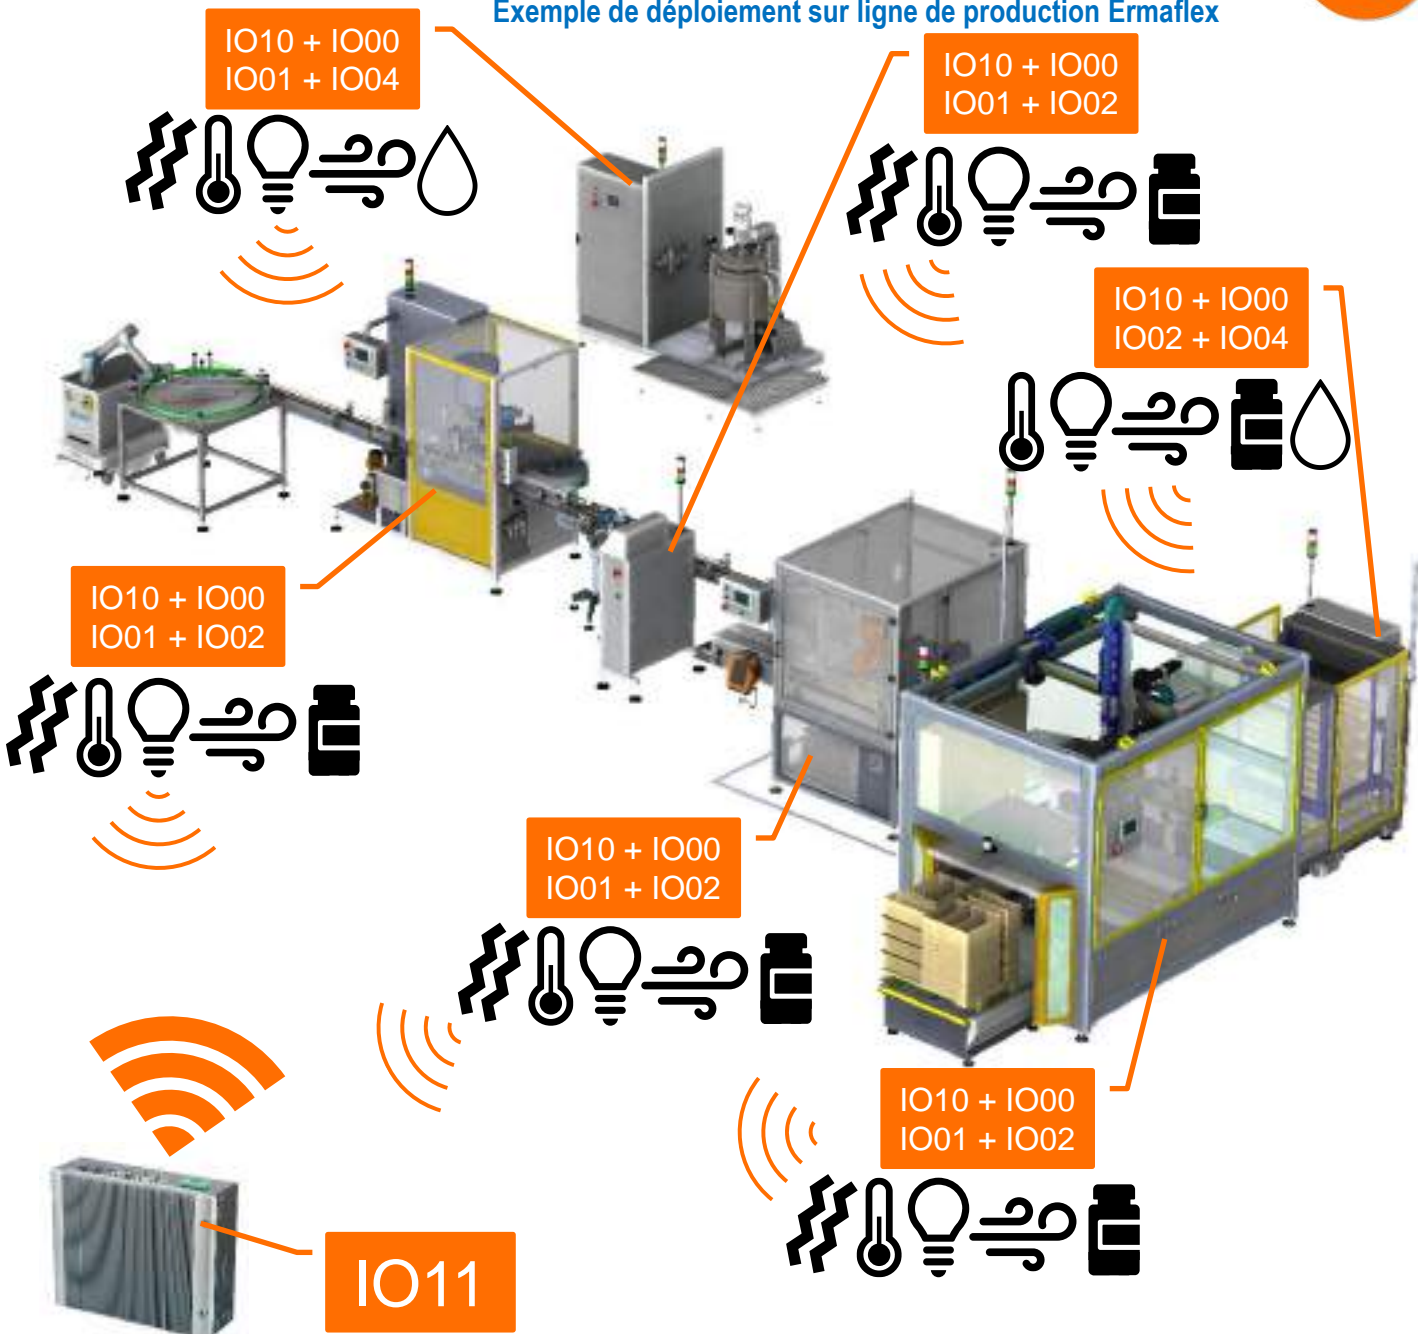 Exemple de déploiement sur ligne de production Ermaflex
IO10 + IO00
IO01 + IO04
IO10 + IO00
IO01 + IO02
IO10 + IO00
IO02 + IO04
IO10 + IO00
IO01 + IO02
IO10 + IO00
IO01 + IO02
IO10 + IO00
IO01 + IO02
IO11